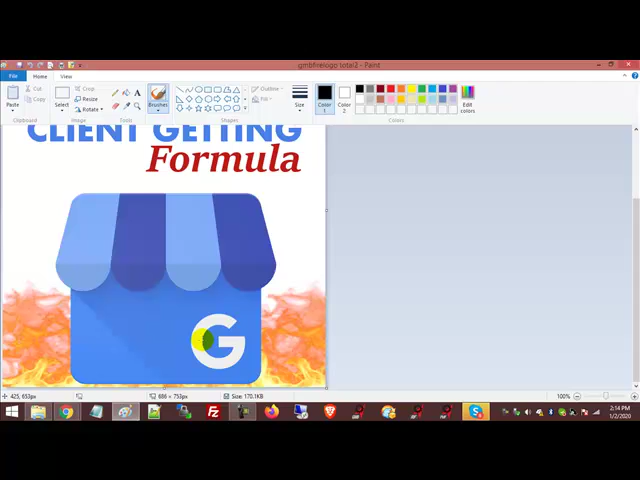 gmbfirelogo total2 - Paint
File Home View
Paste
Cut
Copy
Clipboard
Select
Crop
Resize
Rotate
Image
Tools
Brushes
Shapes
Outline
Fill
Size
Color
1
Color
2
Edit
colors
Colors
CLIENT GETTING
Formula
G
425, 653px
686 × 753px
Size: 170.1KB
100%
2:14 PM
1/2/2020